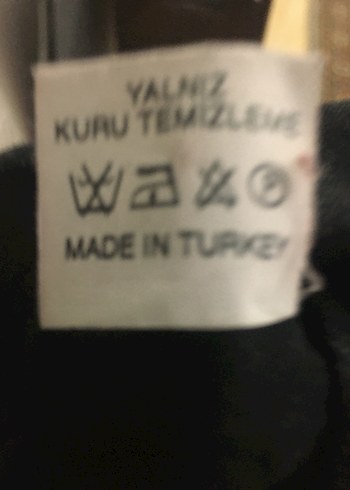 YALNIZ
KURU TEMİZLEME
P
MADE IN TURKEY